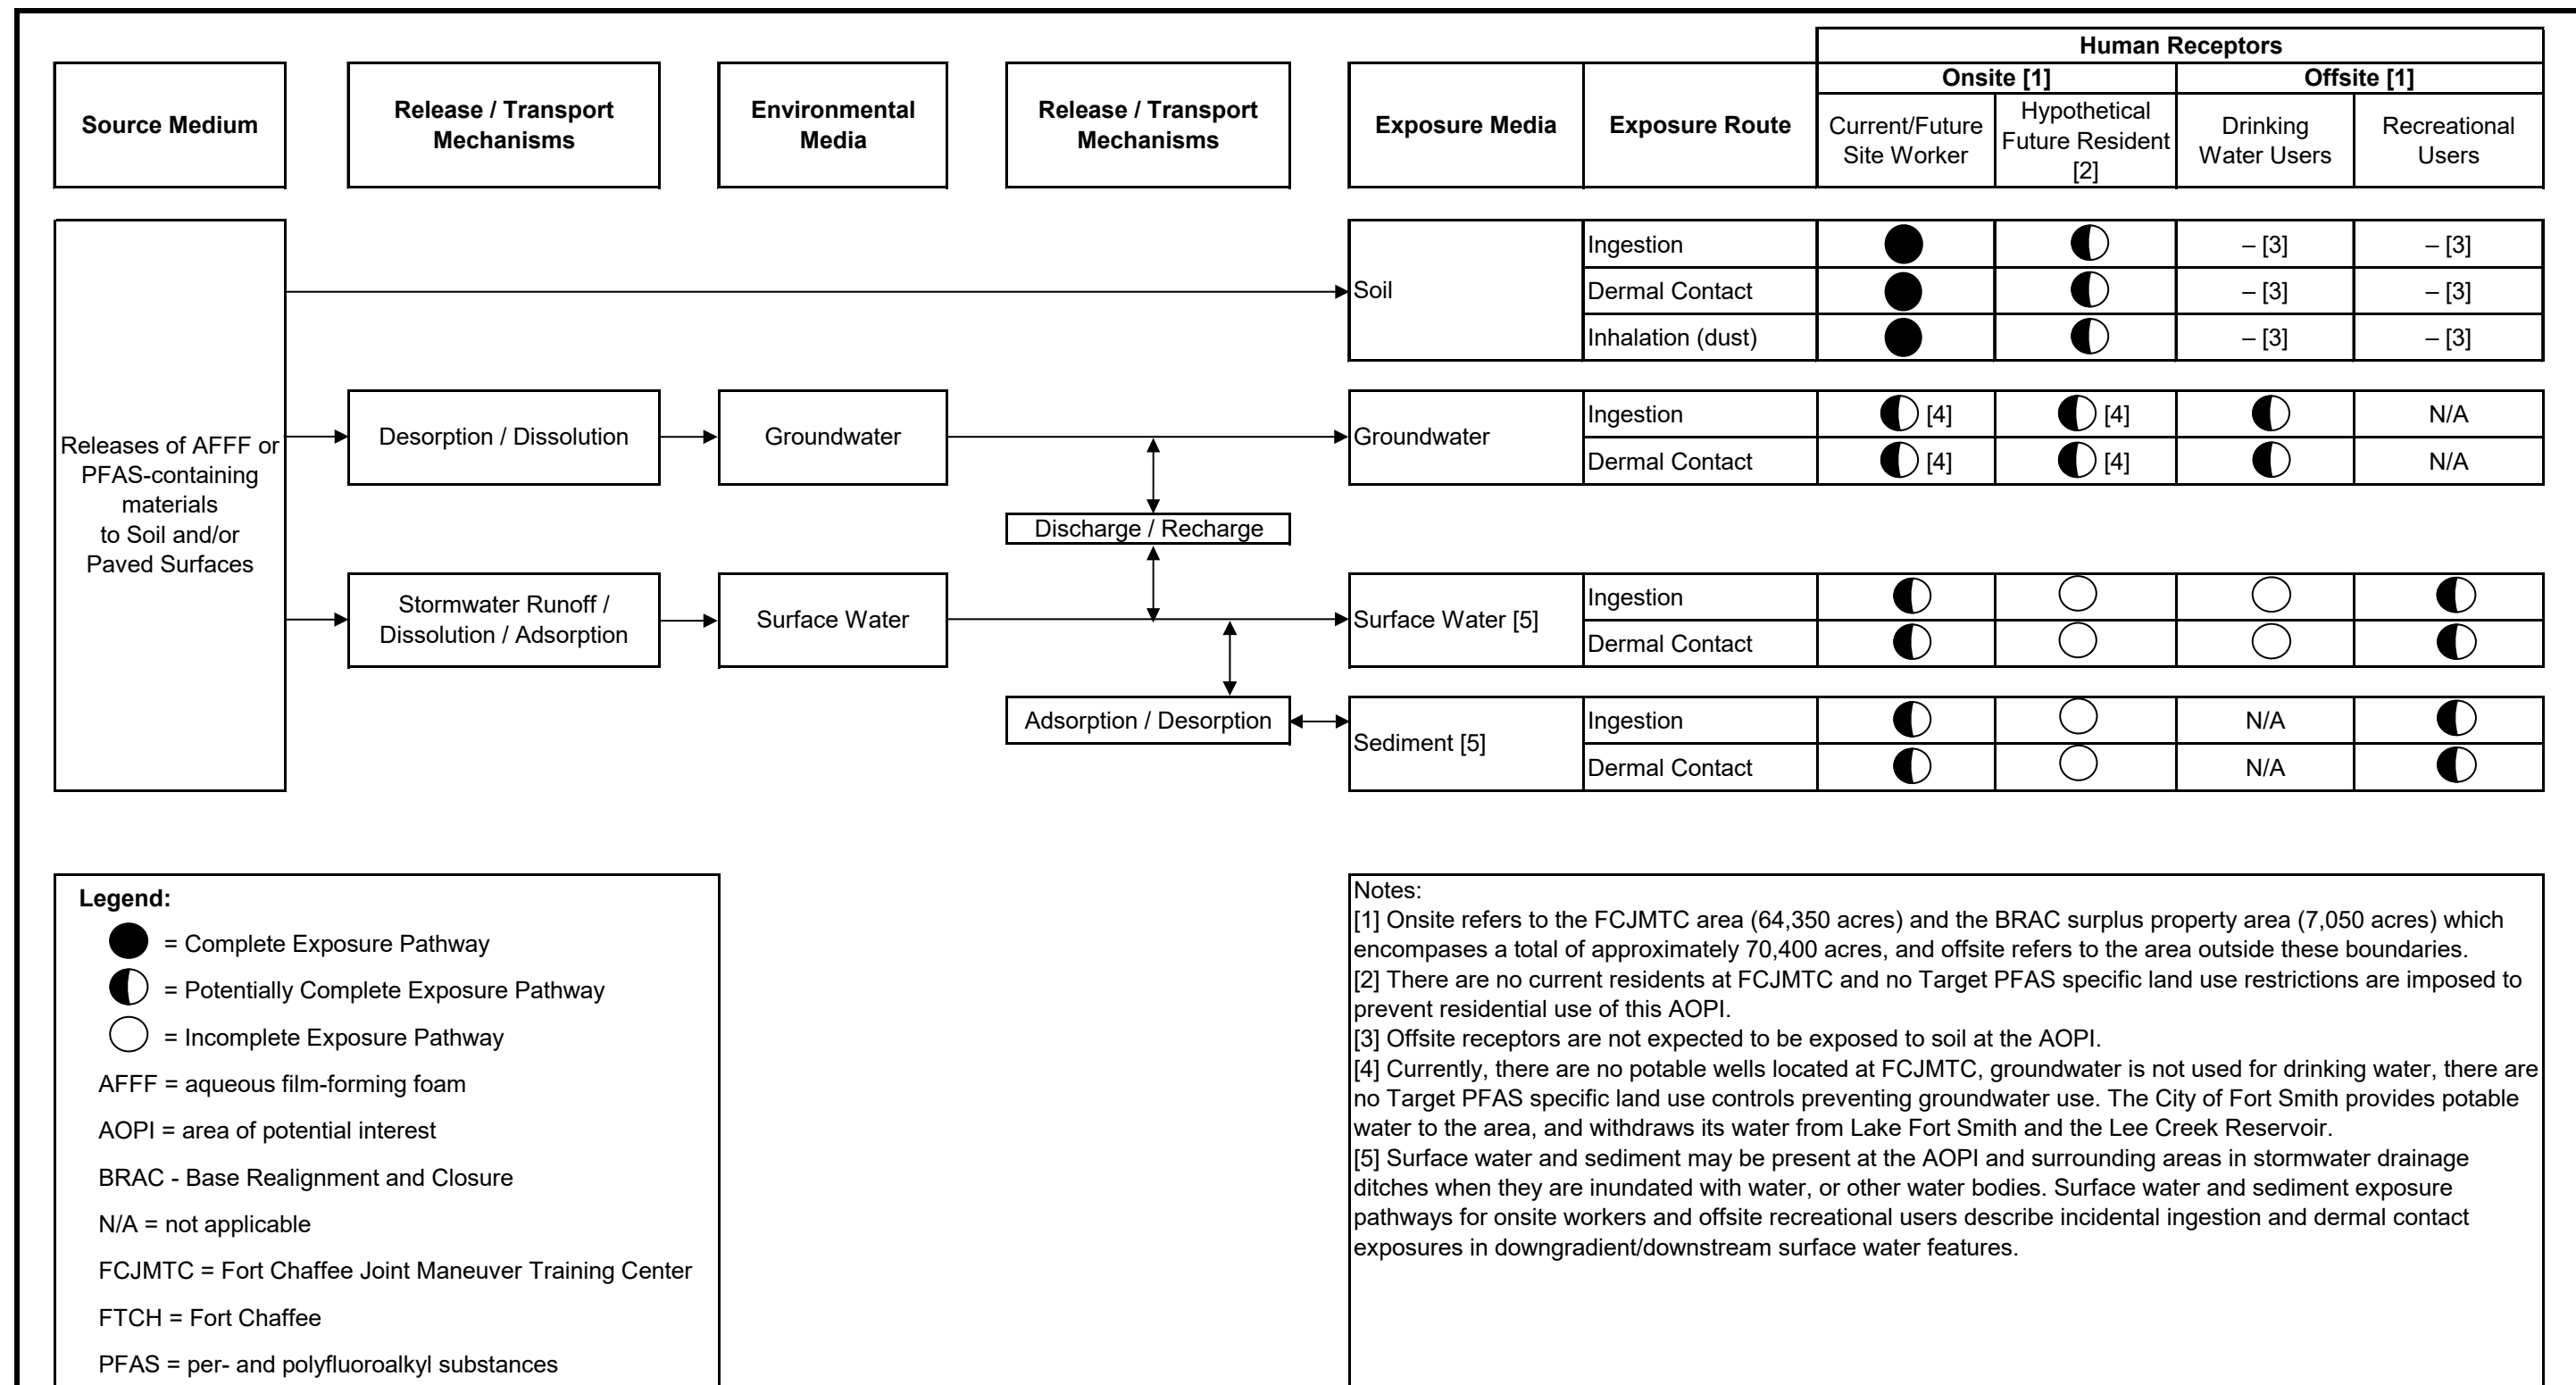 Human Receptors
Onsite [1]
Offsite [1]
Source Medium
Release / Transport
Mechanisms
Environmental
Media
Release / Transport
Mechanisms
Exposure Media
Exposure Route
Current/Future
Site Worker
Hypothetical
Future Resident
[2]
Drinking
Water Users
Recreational
Users
Releases of AFFF or
PFAS-containing
materials
to Soil and/or
Paved Surfaces
Soil
Ingestion
– [3]
– [3]
Dermal Contact
– [3]
– [3]
Inhalation (dust)
– [3]
– [3]
Desorption / Dissolution
Groundwater
Groundwater
Ingestion
[4]
[4]
N/A
Dermal Contact
[4]
[4]
N/A
Discharge / Recharge
Stormwater Runoff /
Dissolution / Adsorption
Surface Water
Surface Water [5]
Ingestion
Dermal Contact
Adsorption / Desorption
Sediment [5]
Ingestion
N/A
Dermal Contact
N/A
Legend:
= Complete Exposure Pathway
= Potentially Complete Exposure Pathway
= Incomplete Exposure Pathway
AFFF = aqueous film-forming foam
AOPI = area of potential interest
BRAC - Base Realignment and Closure
N/A = not applicable
FCJMTC = Fort Chaffee Joint Maneuver Training Center
FTCH = Fort Chaffee
PFAS = per- and polyfluoroalkyl substances
Notes:
[1] Onsite refers to the FCJMTC area (64,350 acres) and the BRAC surplus property area (7,050 acres) which
encompases a total of approximately 70,400 acres, and offsite refers to the area outside these boundaries.
[2] There are no current residents at FCJMTC and no Target PFAS specific land use restrictions are imposed to
prevent residential use of this AOPI.
[3] Offsite receptors are not expected to be exposed to soil at the AOPI.
[4] Currently, there are no potable wells located at FCJMTC, groundwater is not used for drinking water, there are
no Target PFAS specific land use controls preventing groundwater use. The City of Fort Smith provides potable
water to the area, and withdraws its water from Lake Fort Smith and the Lee Creek Reservoir.
[5] Surface water and sediment may be present at the AOPI and surrounding areas in stormwater drainage
ditches when they are inundated with water, or other water bodies. Surface water and sediment exposure
pathways for onsite workers and offsite recreational users describe incidental ingestion and dermal contact
exposures in downgradient/downstream surface water features.